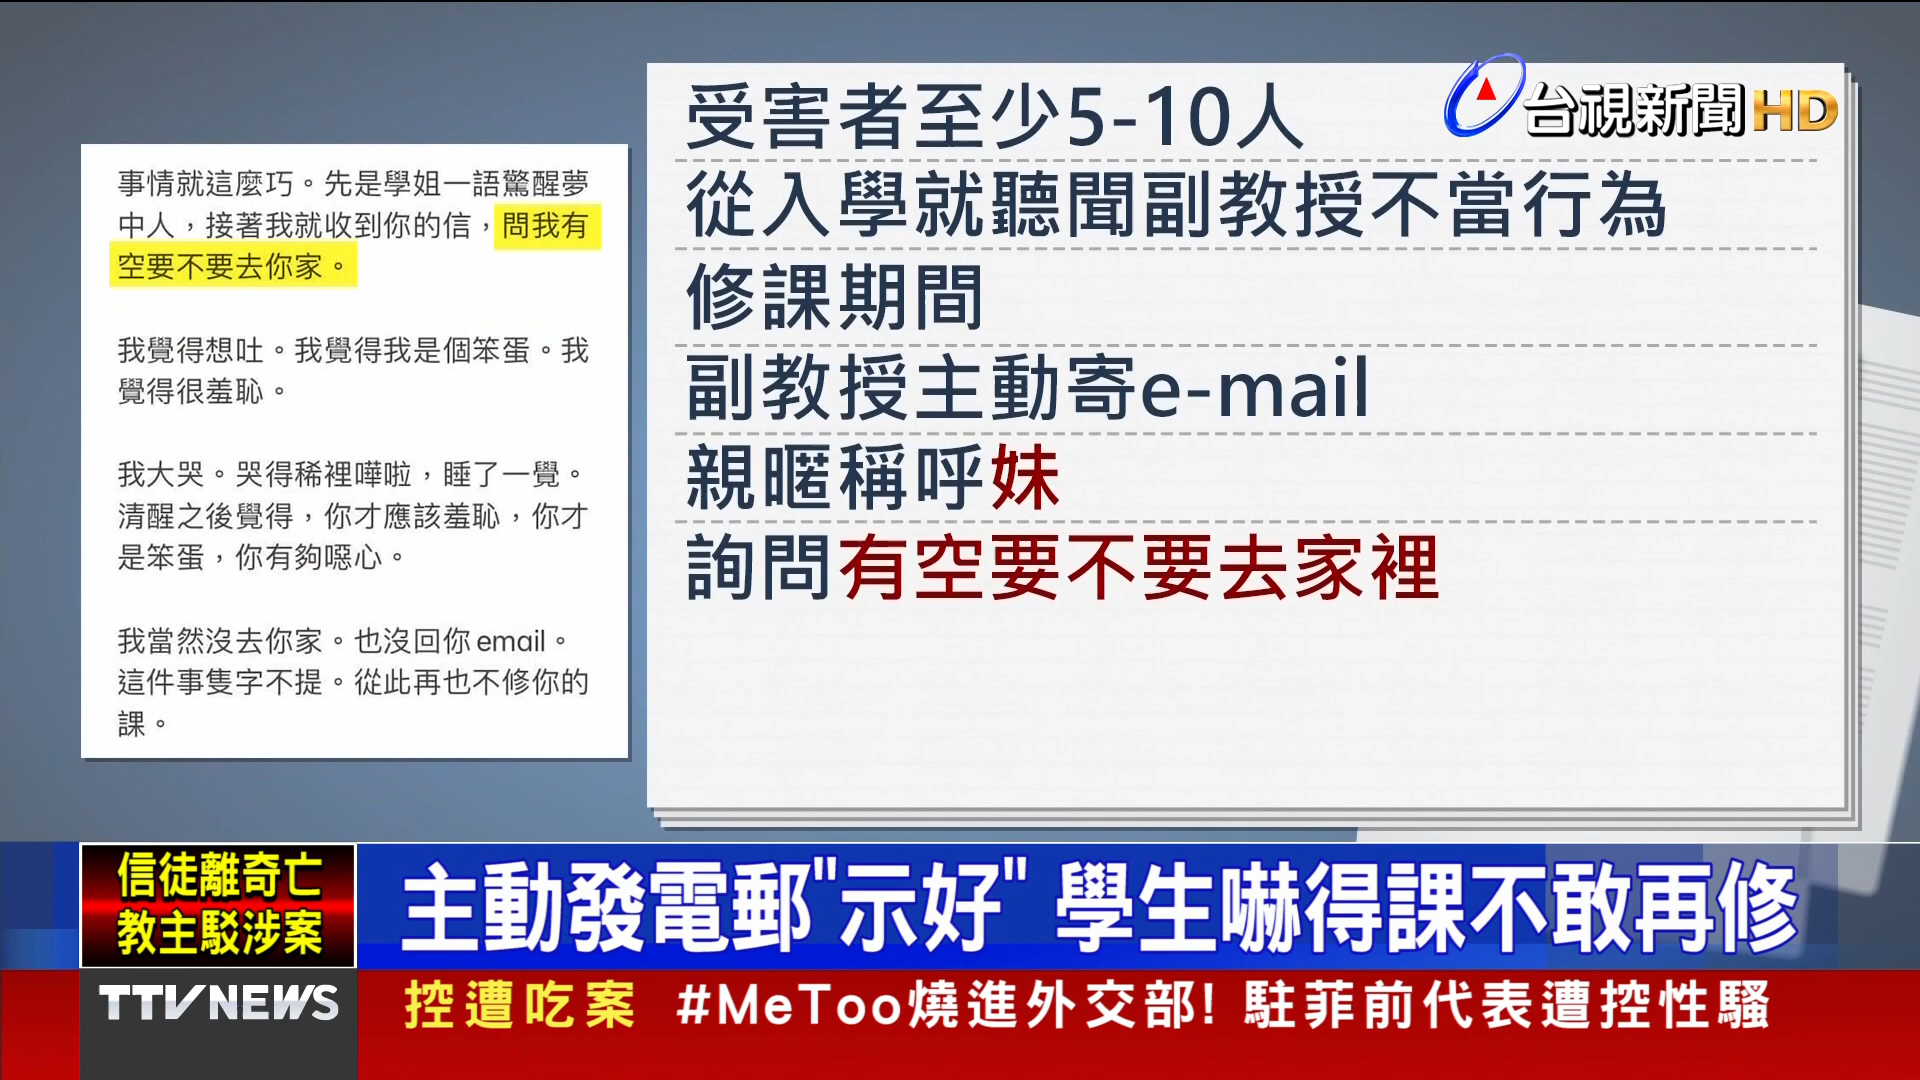 台視新聞HD
事情就這麼巧。先是學姐一語驚醒夢
中人，接著我就收到你的信，問我有
空要不要去你家。
我覺得想吐。我覺得我是個笨蛋。我
覺得很羞恥。
我大哭。哭得稀裡嘩啦，睡了一覺。
清醒之後覺得，你才應該羞恥，你才
是笨蛋，你有夠噁心。
我當然沒去你家。也沒回你 email。
這件事隻字不提。從此再也不修你的
課。
受害者至少5-10人
從入學就聽聞副教授不當行為
修課期間
副教授主動寄e-mail
親暱稱呼妹
詢問有空要不要去家裡
信徒離奇亡
教主駁涉案
主動發電郵"示好" 學生嚇得課不敢再修
TTV NEWS
控遭吃案 #MeToo燒進外交部! 駐菲前代表遭控性騷